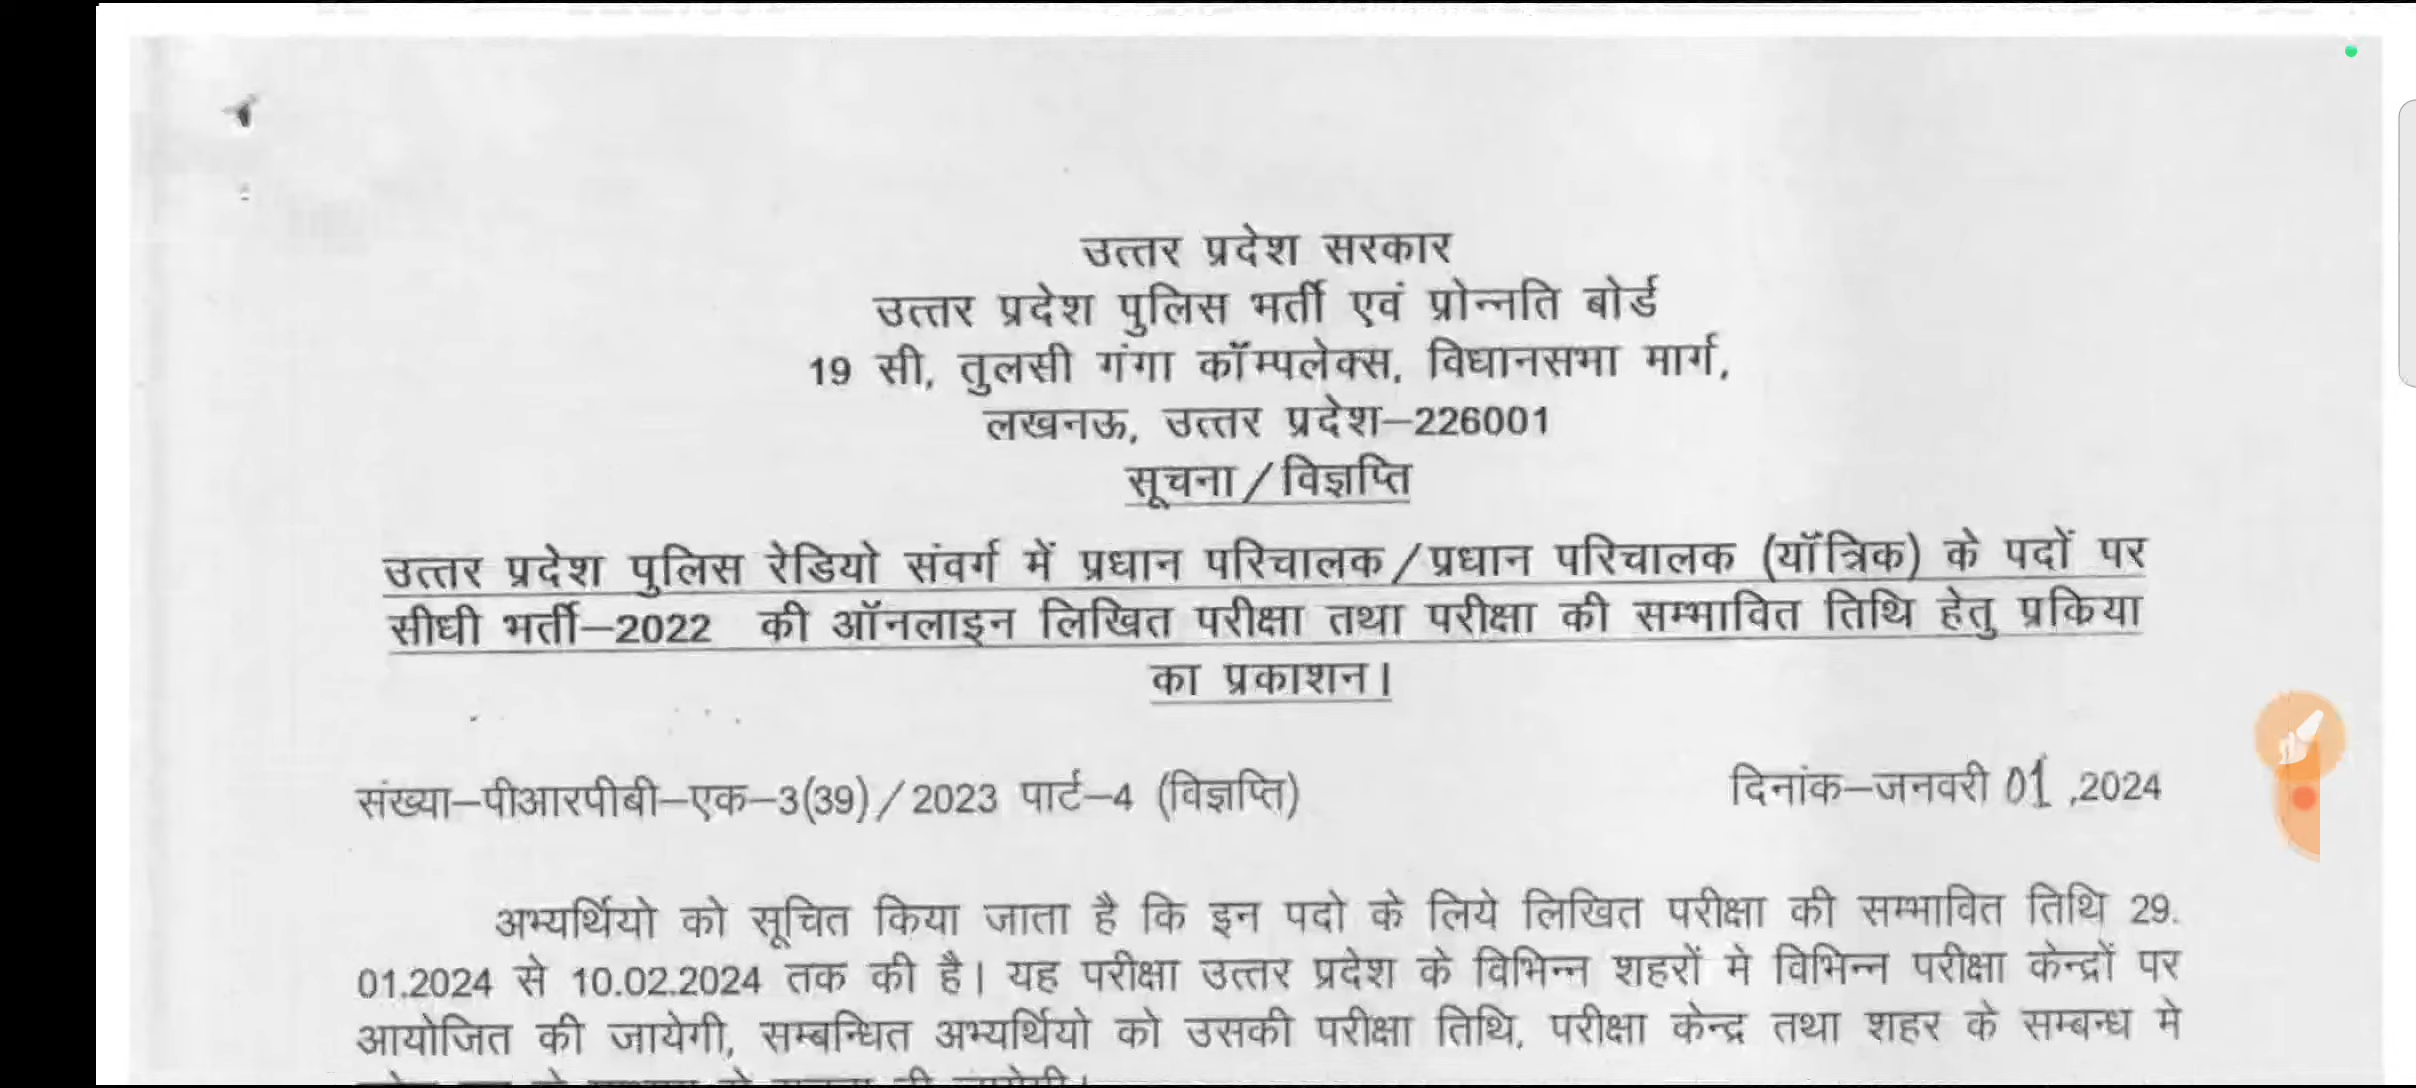 उत्तर प्रदेश सरकार
उत्तर प्रदेश पुलिस भर्ती एवं प्रोन्नति बोर्ड
19 सी, तुलसी गंगा कॉम्पलेक्स, विधानसभा मार्ग,
लखनऊ, उत्तर प्रदेश–226001
सूचना/विज्ञप्ति
उत्तर प्रदेश पुलिस रेडियो संवर्ग में प्रधान परिचालक/प्रधान परिचालक (यॉंत्रिक) के पदों पर
सीधी भर्ती–2022 की ऑनलाइन लिखित परीक्षा तथा परीक्षा की सम्भावित तिथि हेतु प्रकिया
का प्रकाशन।
संख्या–पीआरपीबी–एक–3(39)/2023 पार्ट–4 (विज्ञप्ति) दिनांक–जनवरी 01 ,2024
अभ्यर्थियो को सूचित किया जाता है कि इन पदो के लिये लिखित परीक्षा की सम्भावित तिथि 29.
01.2024 से 10.02.2024 तक की है। यह परीक्षा उत्तर प्रदेश के विभिन्न शहरों मे विभिन्न परीक्षा केन्द्रों पर
आयोजित की जायेगी, सम्बन्धित अभ्यर्थियो को उसकी परीक्षा तिथि, परीक्षा केन्द्र तथा शहर के सम्बन्ध मे